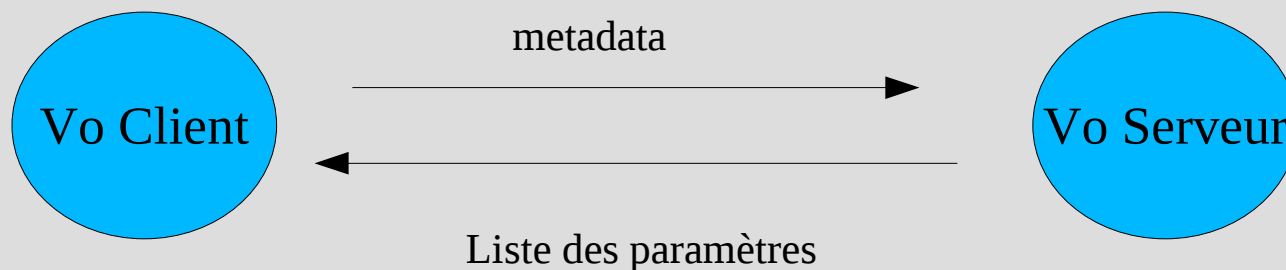 metadata
Vo Client
Vo Serveur
Liste des paramètres